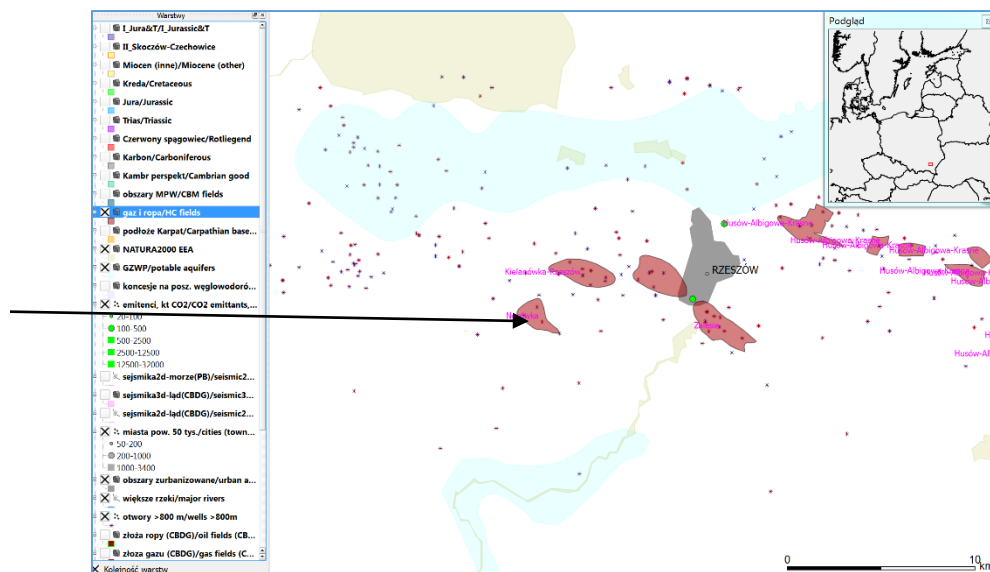 Warstwy
I_Jura&T/I_Jurassic&T
II_Skoczów-Czechowice
Miocen (inne)/Miocene (other)
Kreda/Cretaceous
Jura/Jurassic
Trias/Triassic
Czerwony spągowiec/Rotliegend
Karbon/Carboniferous
Kambr perspekt/Cambrian good
obszary MPW/CBM fields
gaz i ropa/HC fields
podłoże Karpat/Carpathian base...
NATURA2000 EEA
GZWP/potable aquifers
koncesje na posz. węglowodoró...
emitenci, kt CO2/CO2 emittants,...
20-100
100-500
500-2500
2500-12500
12500-32000
sejsmika2d-morze(PB)/seismic2...
sejsmika3d-ląd(CBDG)/seismic3...
sejsmika2d-ląd(CBDG)/seismic2...
miasta pow. 50 tys./cities (town...
50-200
200-1000
1000-3400
obszary zurbanizowane/urban a...
większe rzeki/major rivers
otwory >800 m/wells >800m
złoża ropy (CBDG)/oil fields (CB...
złoza gazu (CBDG)/gas fields (C...
Kolejność warstw
Podgląd
Husów-Albigowa-Krasne
Husów-Albigowa-Krasne
Husów-Albigowa-Krasne
Husów-Albigowa-Krasne
Kielanówka-Rzeszów
RZESZÓW
Zalesie
0 10 km